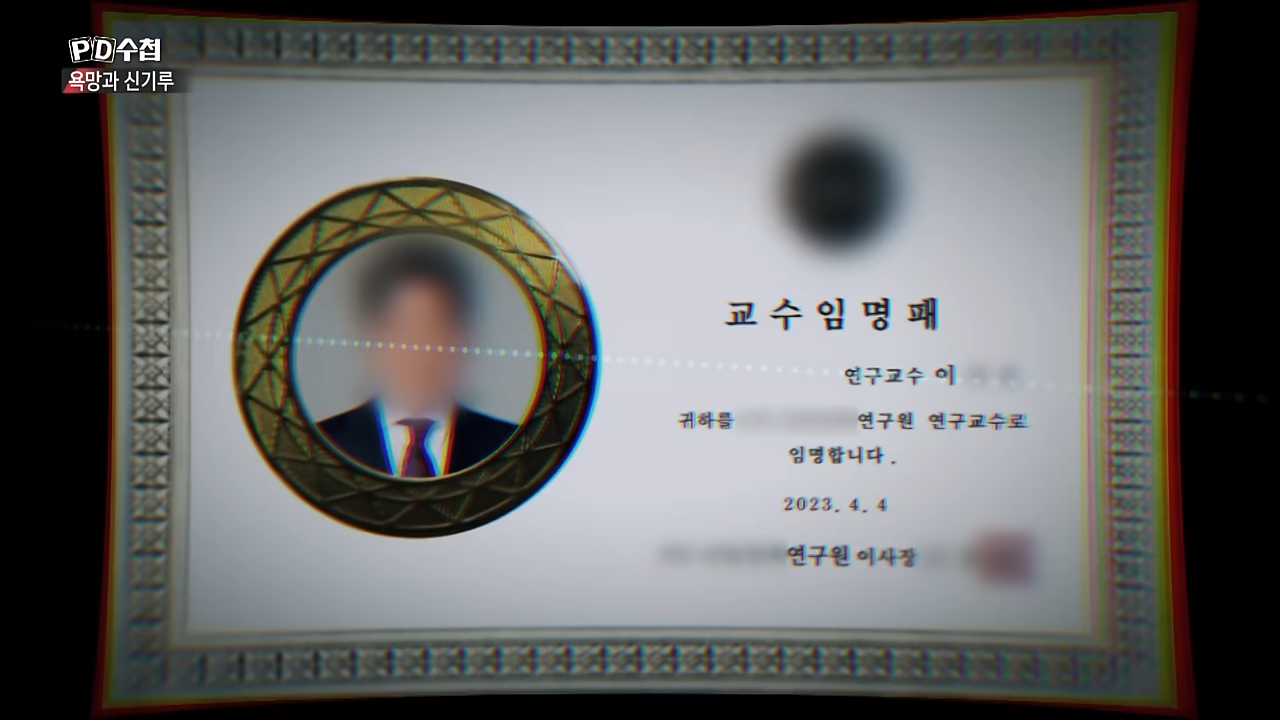 PD수첩
욕망과 신기루
교수임명패
연구교수 이
귀하를 연구원 연구교수로
임명합니다.
2023. 4. 4
연구원 이사장